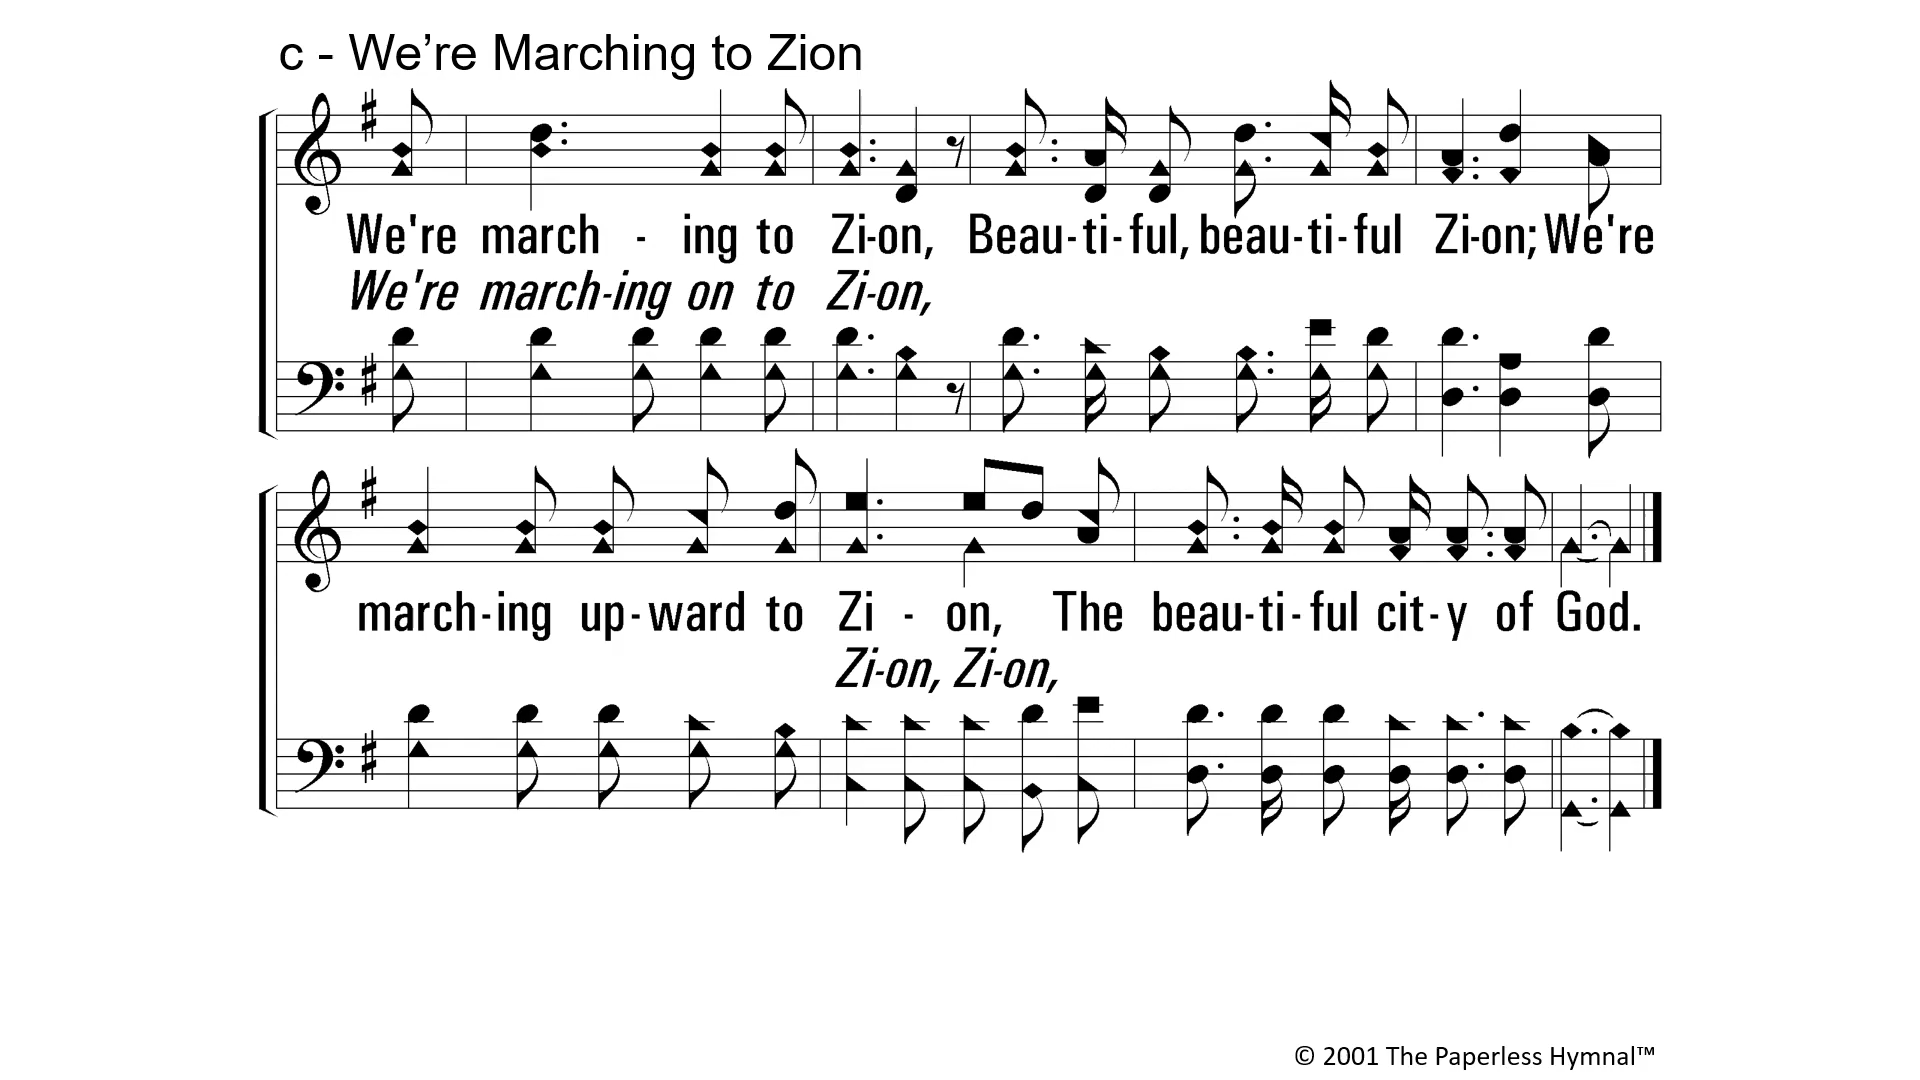 c - We’re Marching to Zion
We're march - ing to Zi-on, Beau-ti-ful, beau-ti-ful Zi-on; We're
We're march-ing on to Zi-on,
march-ing up-ward to Zi - on, The beau-ti-ful cit-y of God.
Zi-on, Zi-on,
© 2001 The Paperless Hymnal™